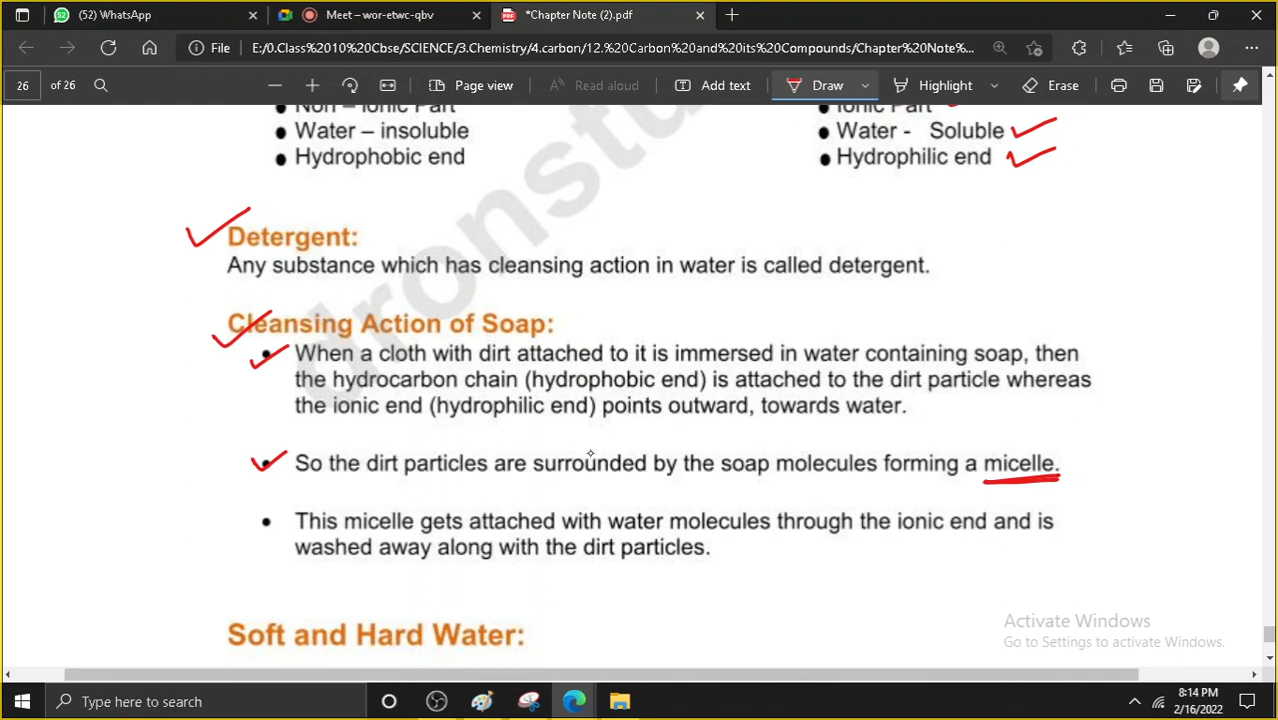 (52) WhatsApp
Meet – wor-etwc-qbv
*Chapter Note (2).pdf
File
E:/0.Class%2010%20Cbse/SCIENCE/3.Chemistry/4.carbon/12.%20Carbon%20and%20its%20Compounds/Chapter%20Note%...
26 of 26
Page view
Read aloud
Add text
Draw
Highlight
Erase
Non – Ionic Part
Ionic Part
Water – insoluble
Water - Soluble
Hydrophobic end
Hydrophilic end
dronstu
Detergent:
Any substance which has cleansing action in water is called detergent.
Cleansing Action of Soap:
When a cloth with dirt attached to it is immersed in water containing soap, then
the hydrocarbon chain (hydrophobic end) is attached to the dirt particle whereas
the ionic end (hydrophilic end) points outward, towards water.
So the dirt particles are surrounded by the soap molecules forming a micelle.
This micelle gets attached with water molecules through the ionic end and is
washed away along with the dirt particles.
Soft and Hard Water:
Activate Windows
Go to Settings to activate Windows.
Type here to search
8:14 PM
2/16/2022